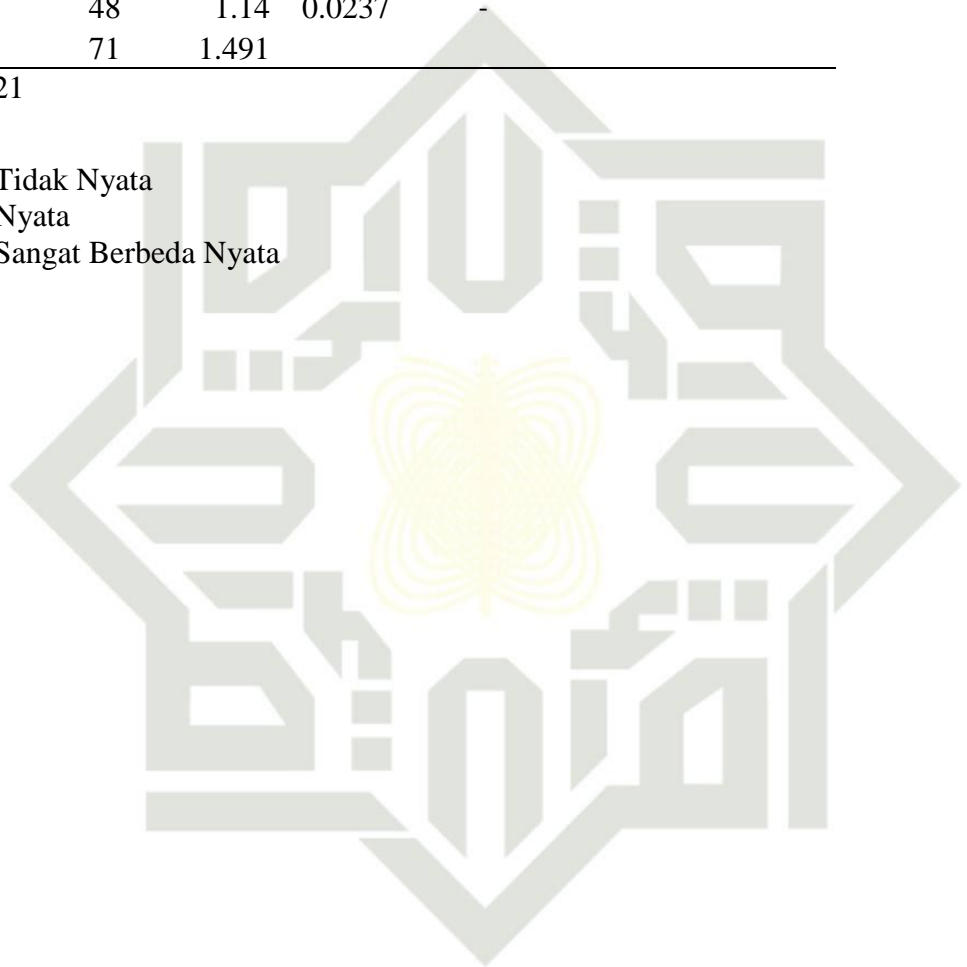 48 1.14 0.0237 -
71 1.491
21
Tidak Nyata
Nyata
Sangat Berbeda Nyata